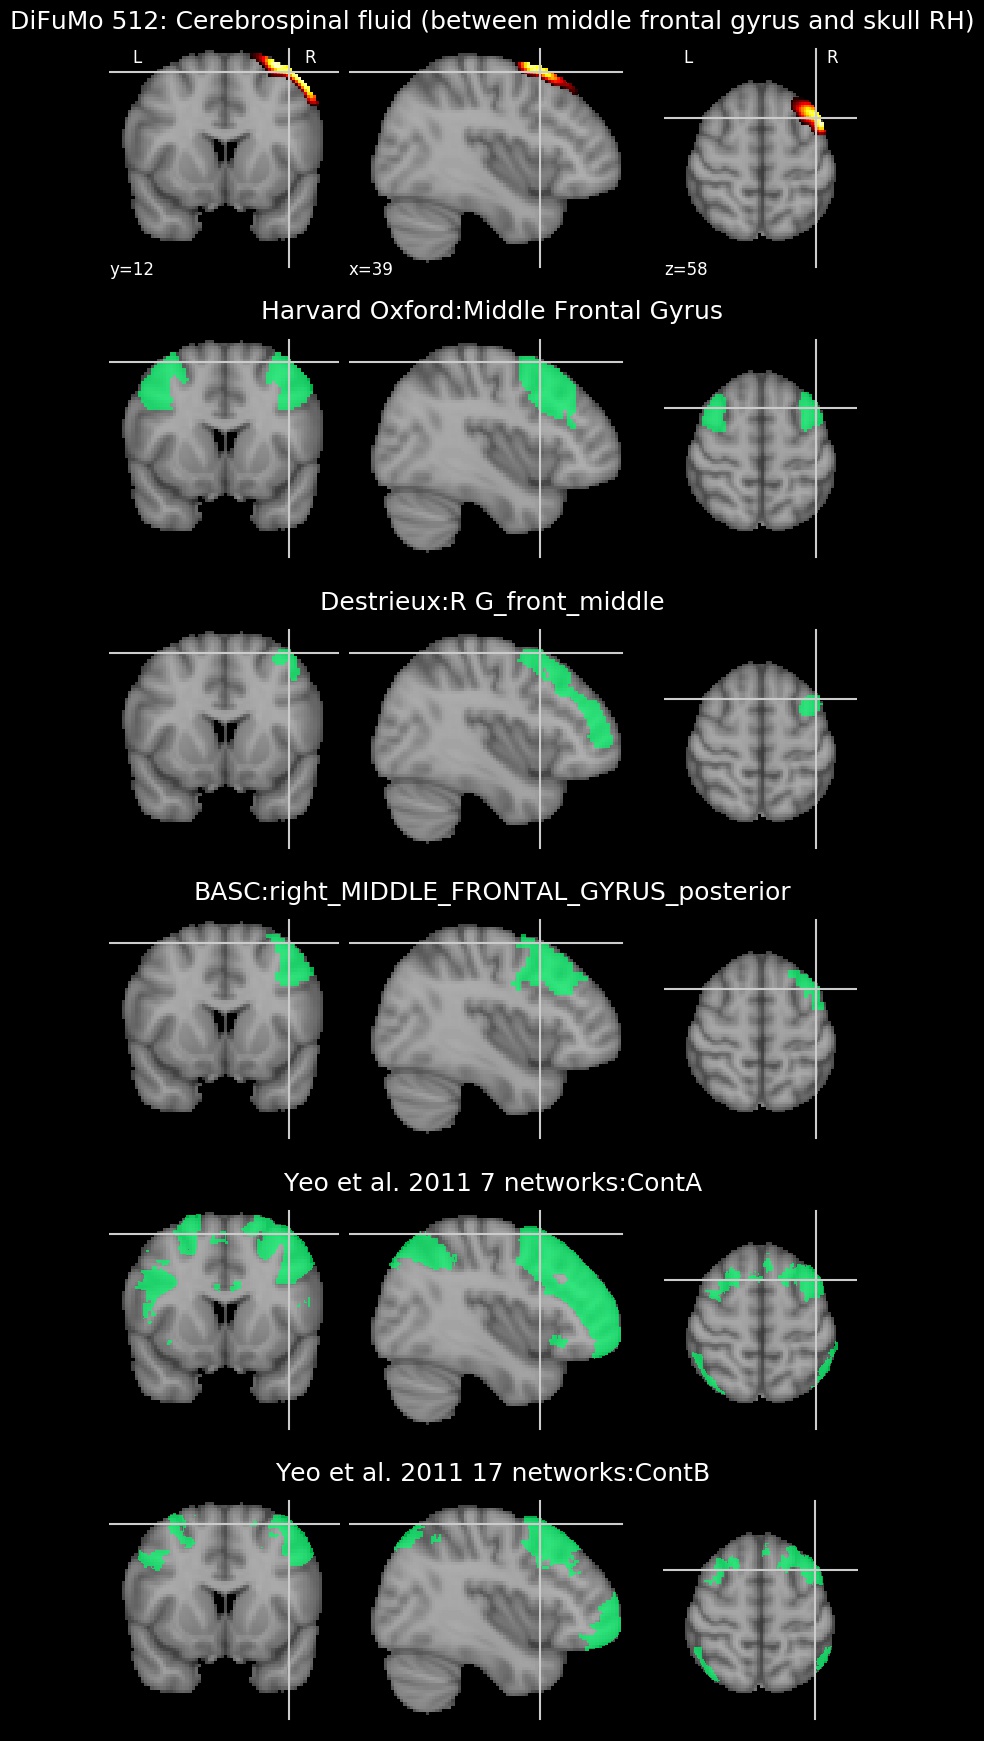 DiFuMo 512: Cerebrospinal fluid (between middle frontal gyrus and skull RH)
L R L R
y=12 x=39 z=58
Harvard Oxford:Middle Frontal Gyrus
Destrieux:R G_front_middle
BASC:right_MIDDLE_FRONTAL_GYRUS_posterior
Yeo et al. 2011 7 networks:ContA
Yeo et al. 2011 17 networks:ContB